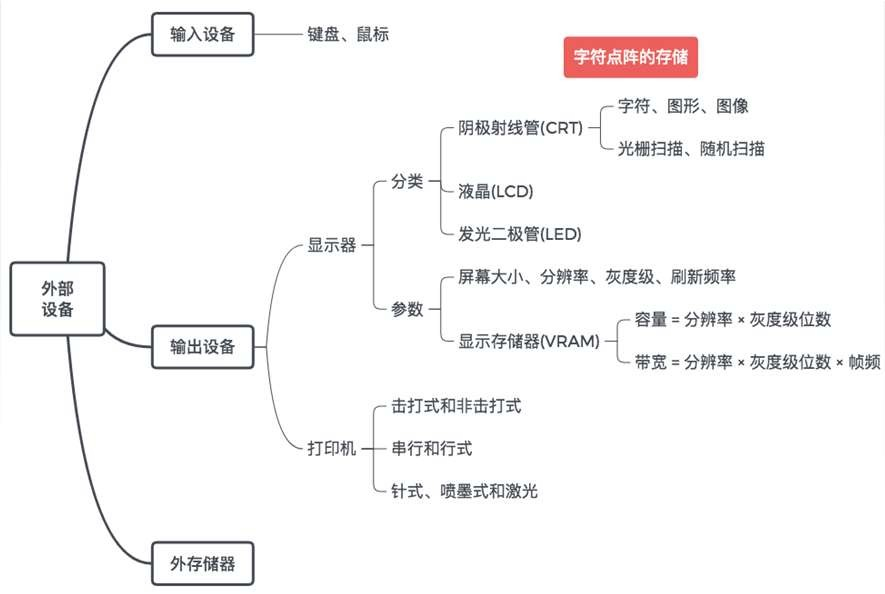 输入设备
键盘、鼠标
字符点阵的存储
字符、图形、图像
阴极射线管(CRT)
光栅扫描、随机扫描
分类
液晶(LCD)
发光二极管(LED)
显示器
屏幕大小、分辨率、灰度级、刷新频率
外部
设备
参数
容量 = 分辨率 × 灰度级位数
显示存储器(VRAM)
输出设备
带宽 = 分辨率 × 灰度级位数 × 帧频
击打式和非击打式
打印机
串行和行式
针式、喷墨式和激光
外存储器